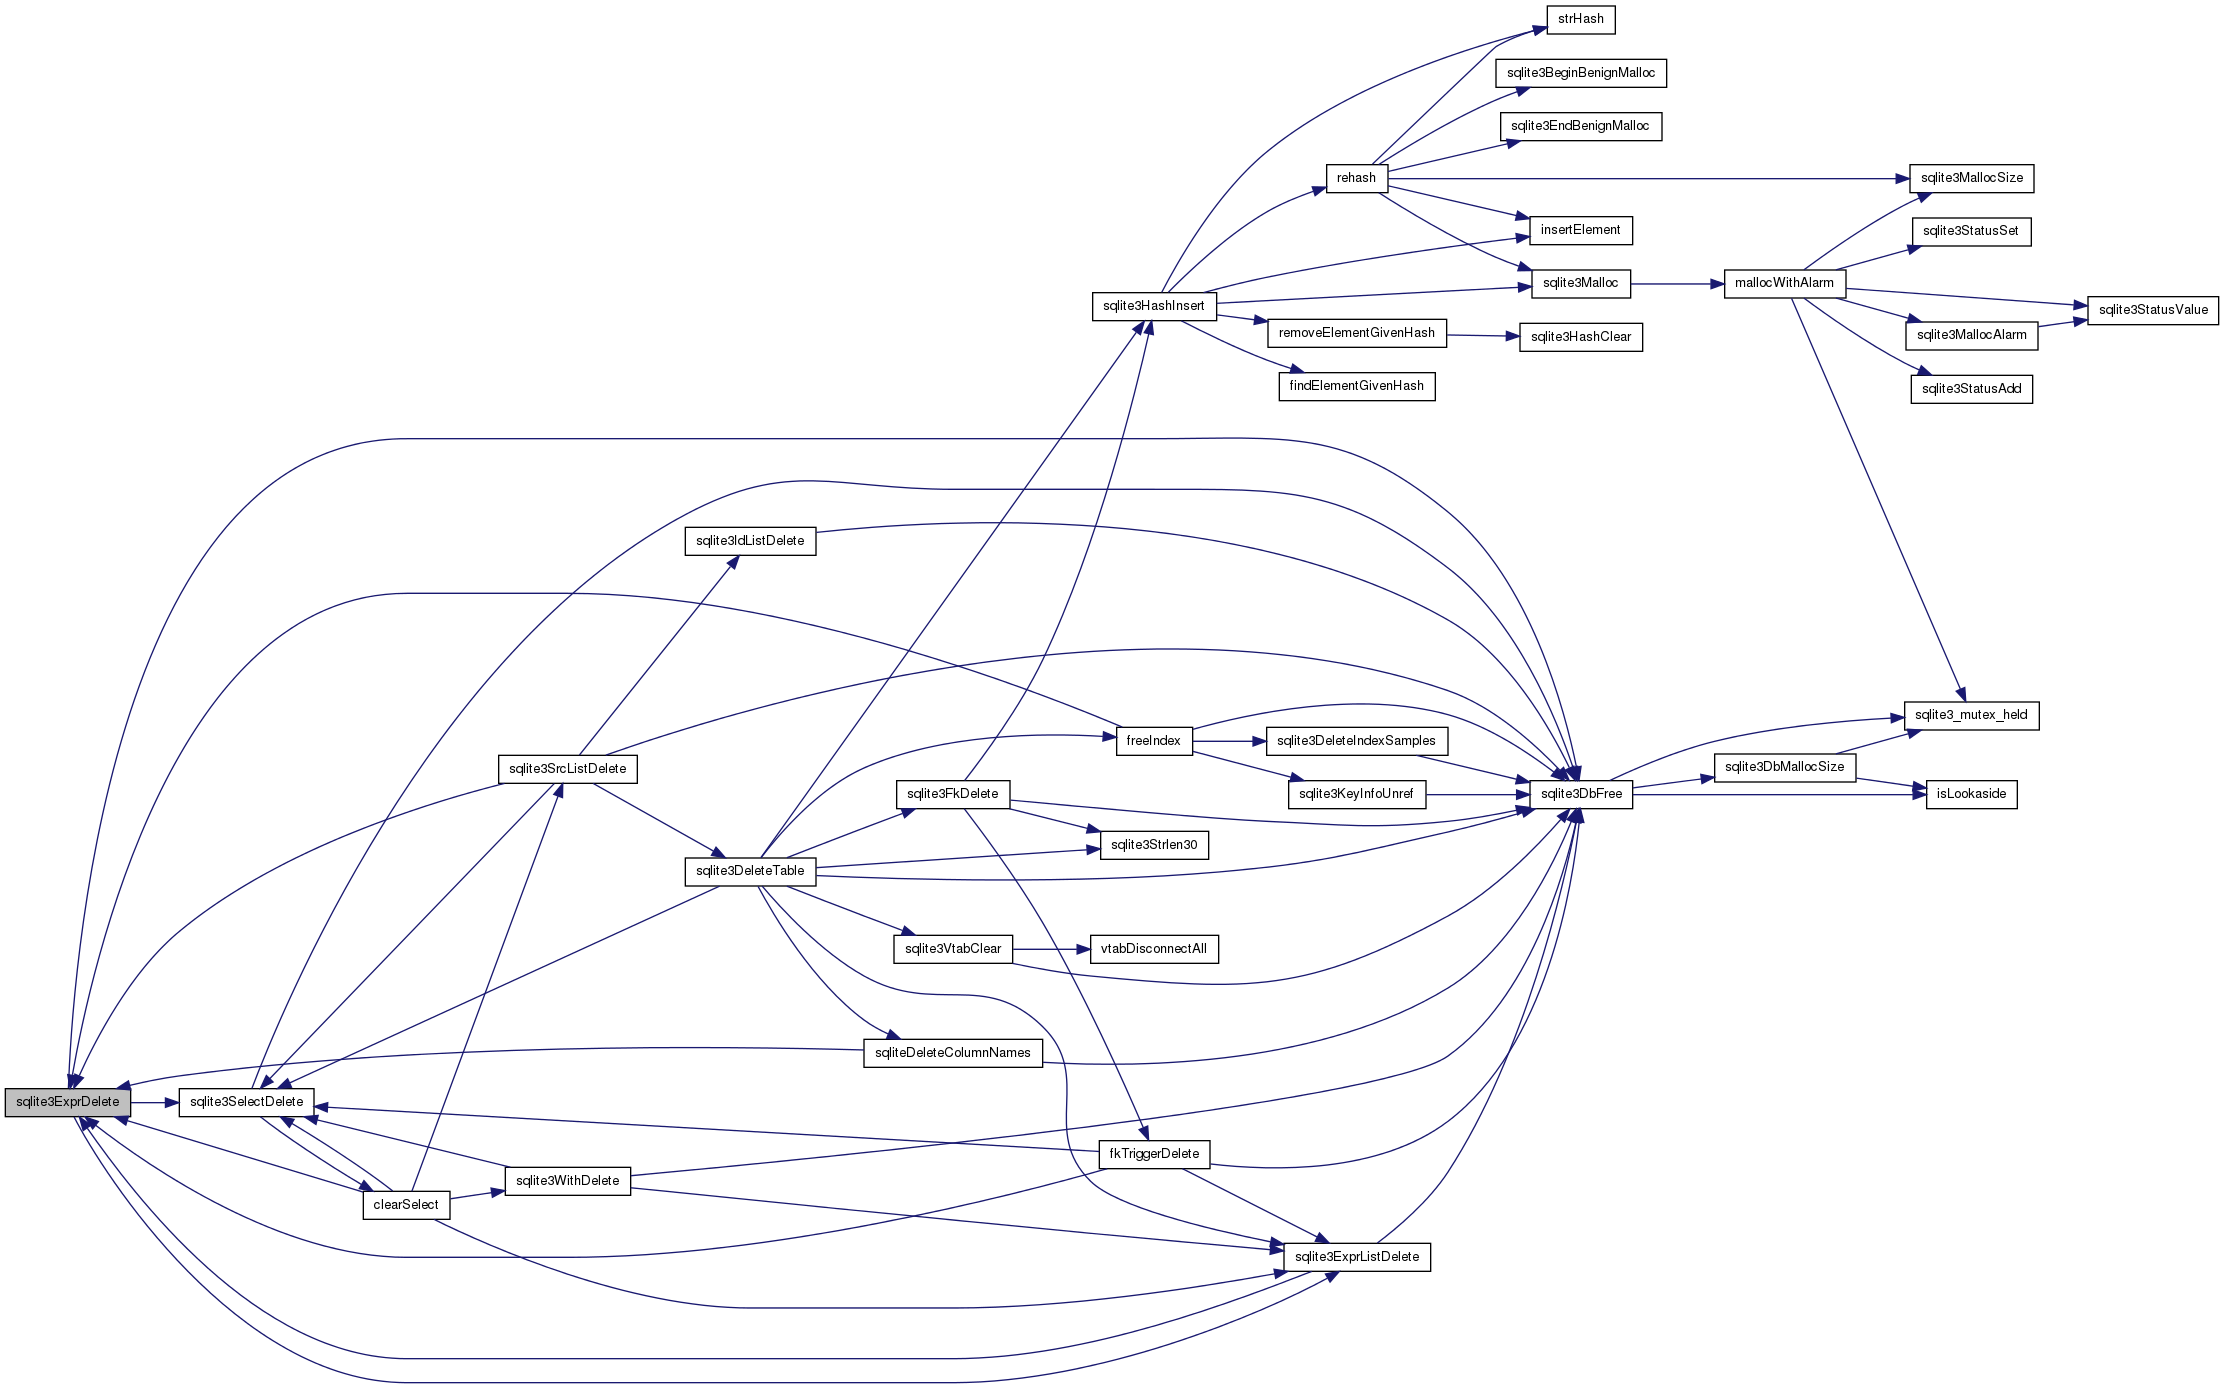 strHash
sqlite3BeginBenignMalloc
sqlite3EndBenignMalloc
rehash
sqlite3MallocSize
insertElement
sqlite3StatusSet
sqlite3Malloc
mallocWithAlarm
sqlite3HashInsert
sqlite3StatusValue
removeElementGivenHash
sqlite3HashClear
sqlite3MallocAlarm
findElementGivenHash
sqlite3StatusAdd
sqlite3IdListDelete
sqlite3_mutex_held
freeIndex
sqlite3DeleteIndexSamples
sqlite3SrcListDelete
sqlite3DbMallocSize
sqlite3FkDelete
sqlite3KeyInfoUnref
sqlite3DbFree
isLookaside
sqlite3Strlen30
sqlite3DeleteTable
sqlite3VtabClear
vtabDisconnectAll
sqliteDeleteColumnNames
sqlite3ExprDelete
sqlite3SelectDelete
fkTriggerDelete
sqlite3WithDelete
clearSelect
sqlite3ExprListDelete